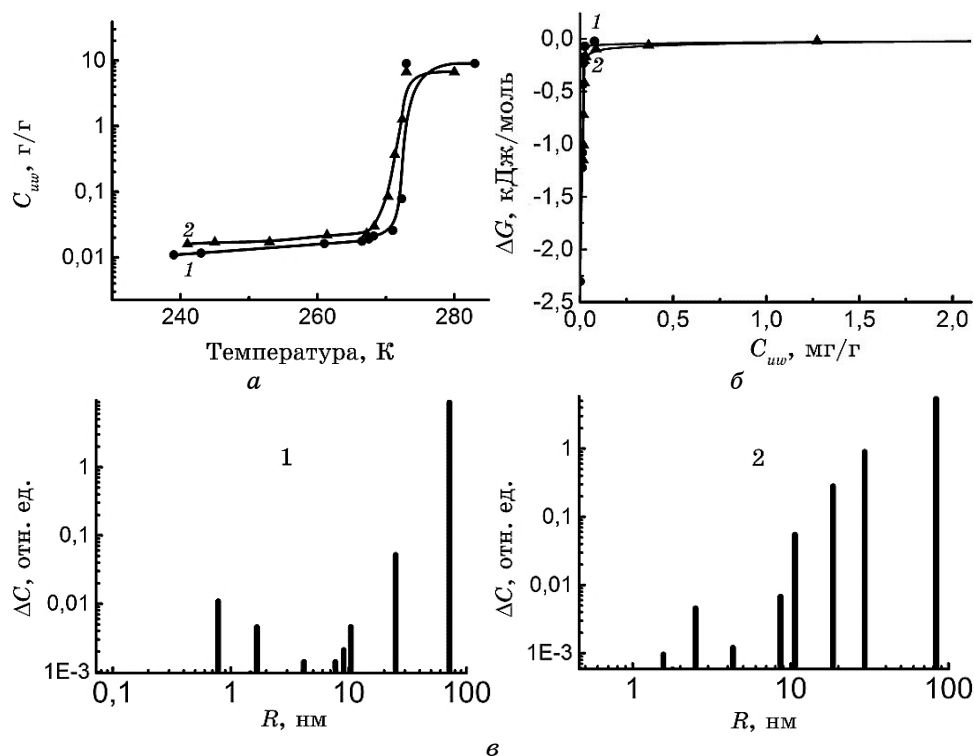 10
1
0,1
0,01
C_uw, г/г
2
1
240
260
280
Температура, К
а
1
2
0,0
-0,5
-1,0
-1,5
-2,0
-2,5
ΔG, кДж/моль
0,0
0,5
1,0
1,5
2,0
C_uw, мг/г
б
1
1
0,1
0,01
1E-3
ΔC, отн. ед.
0,1
1
10
100
R, нм
2
1
0,1
0,01
1E-3
ΔC, отн. ед.
1
10
100
R, нм
в